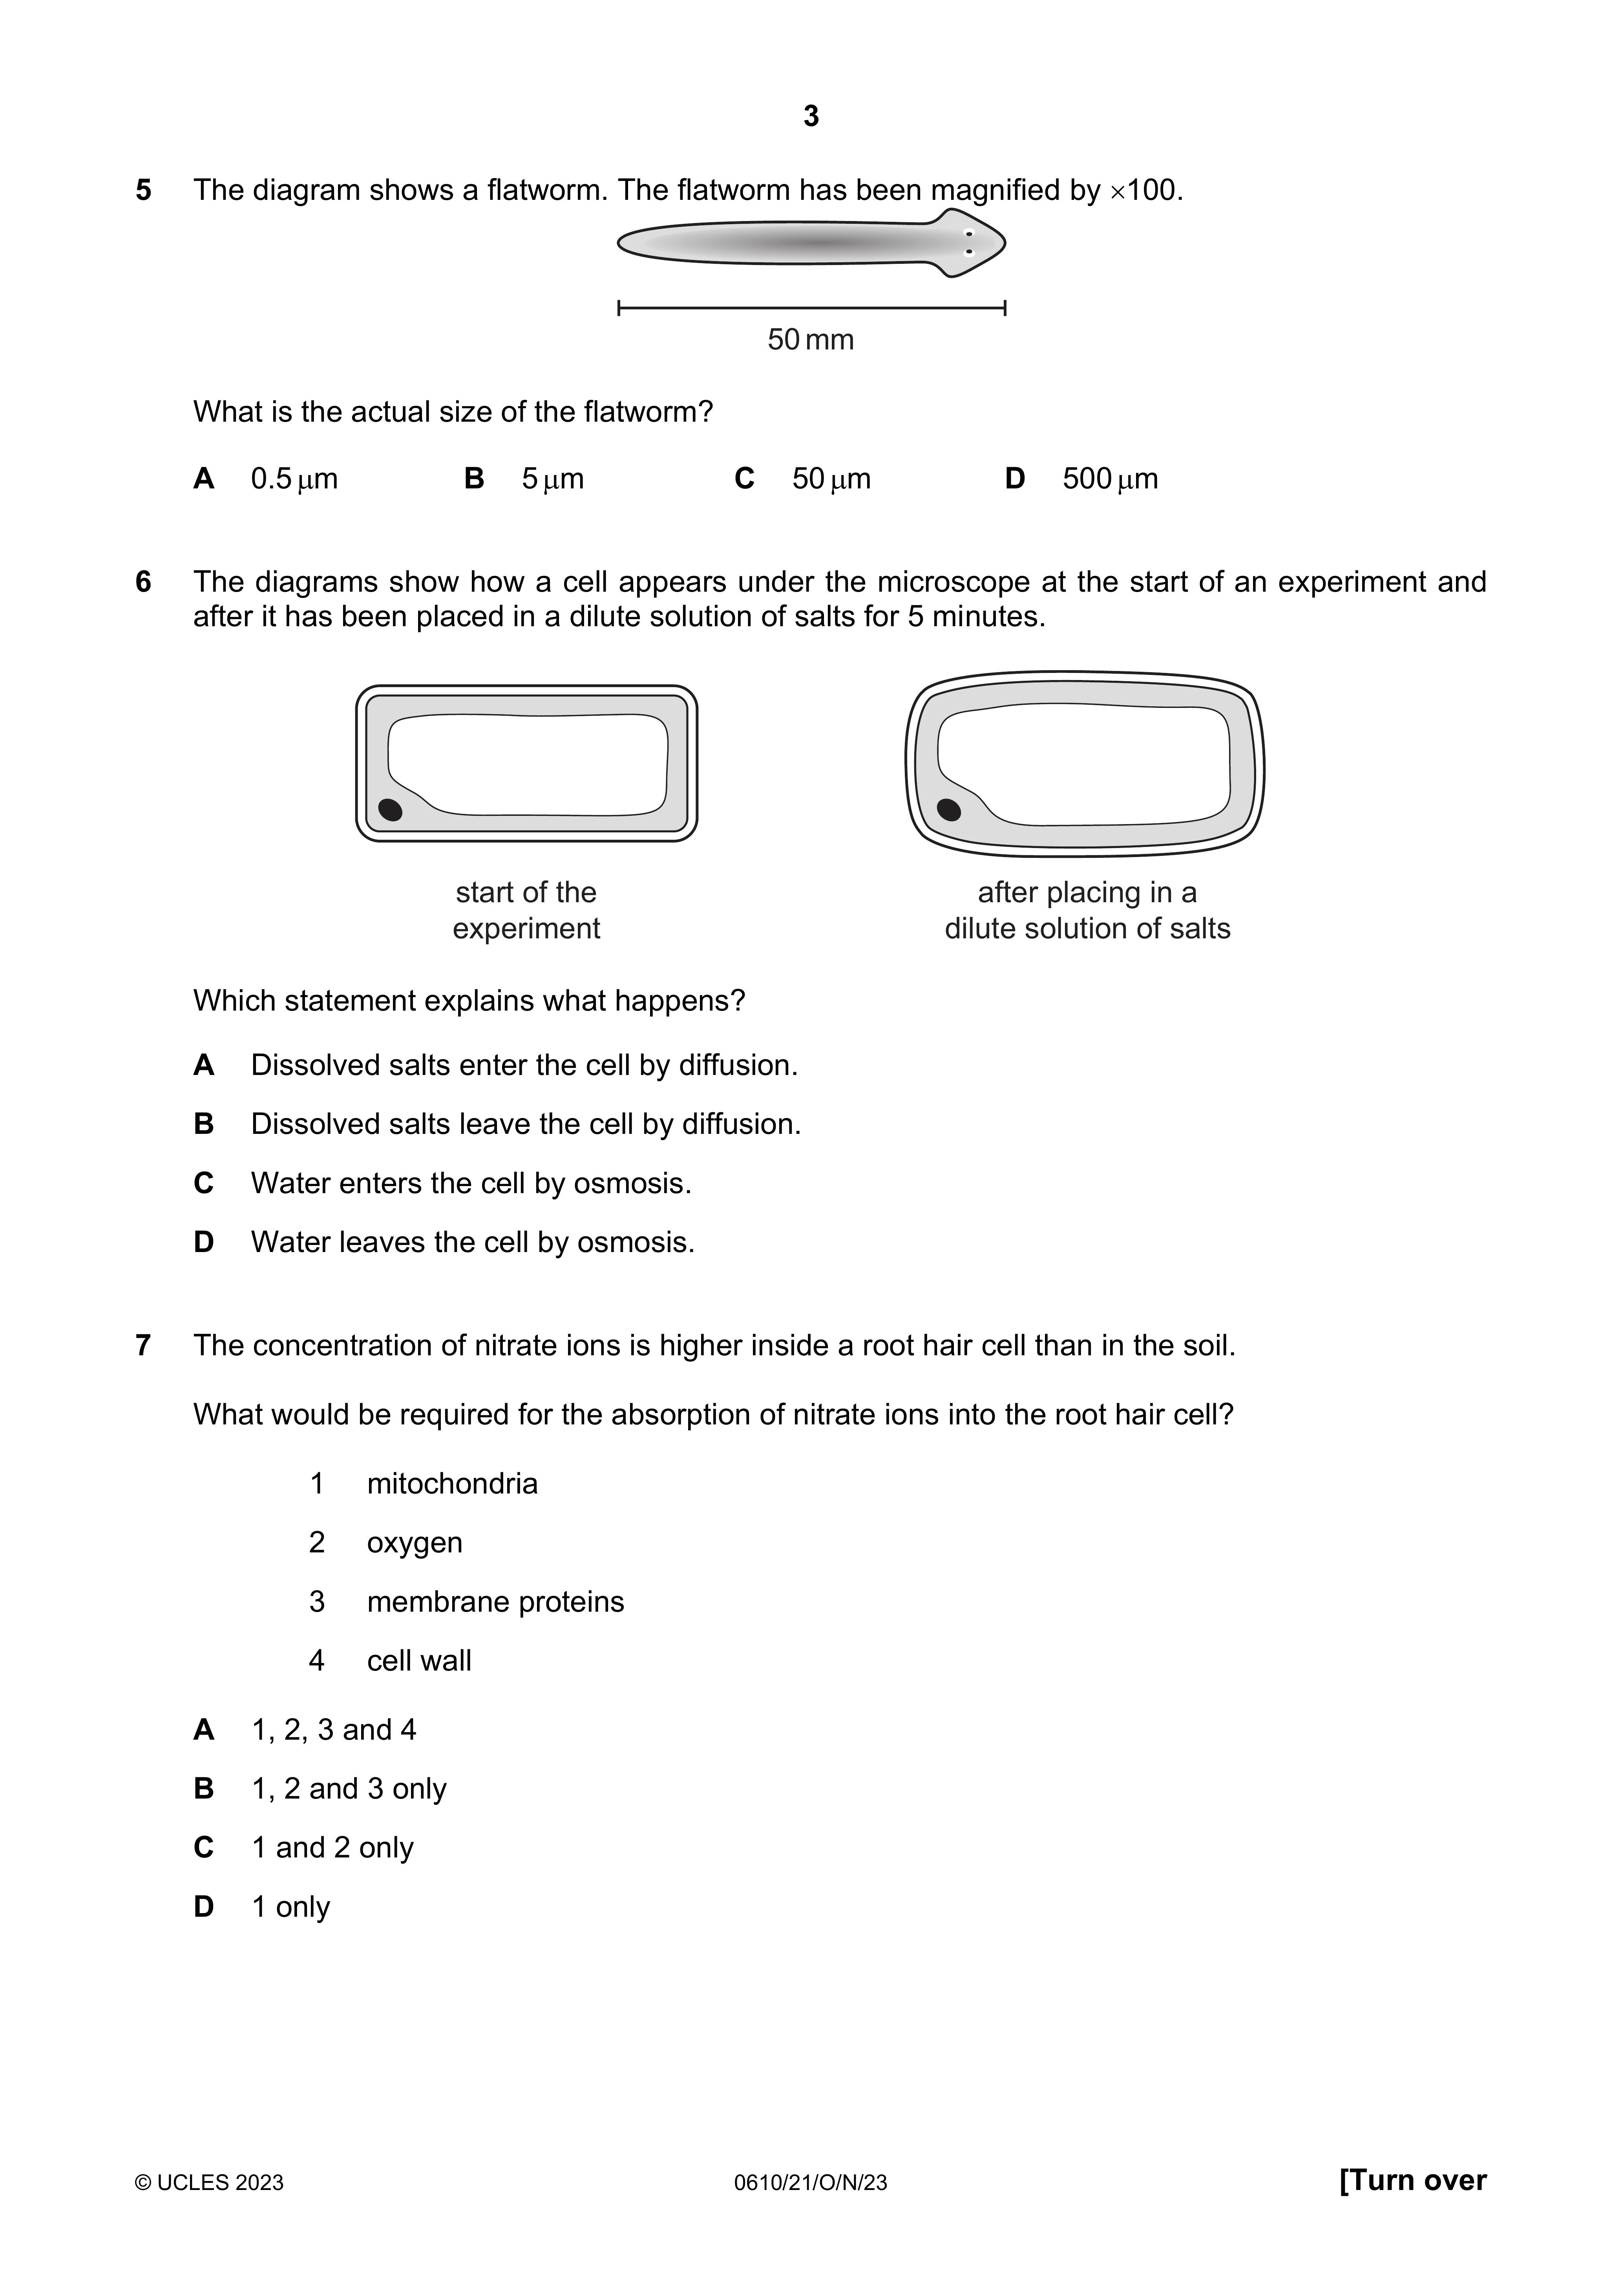 3
5 The diagram shows a flatworm. The flatworm has been magnified by ×100.
50 mm
What is the actual size of the flatworm?
A 0.5 μm B 5 μm C 50 μm D 500 μm
6 The diagrams show how a cell appears under the microscope at the start of an experiment and
after it has been placed in a dilute solution of salts for 5 minutes.
start of the
experiment
after placing in a
dilute solution of salts
Which statement explains what happens?
A Dissolved salts enter the cell by diffusion.
B Dissolved salts leave the cell by diffusion.
C Water enters the cell by osmosis.
D Water leaves the cell by osmosis.
7 The concentration of nitrate ions is higher inside a root hair cell than in the soil.
What would be required for the absorption of nitrate ions into the root hair cell?
1 mitochondria
2 oxygen
3 membrane proteins
4 cell wall
A 1, 2, 3 and 4
B 1, 2 and 3 only
C 1 and 2 only
D 1 only
© UCLES 2023 0610/21/O/N/23 [Turn over